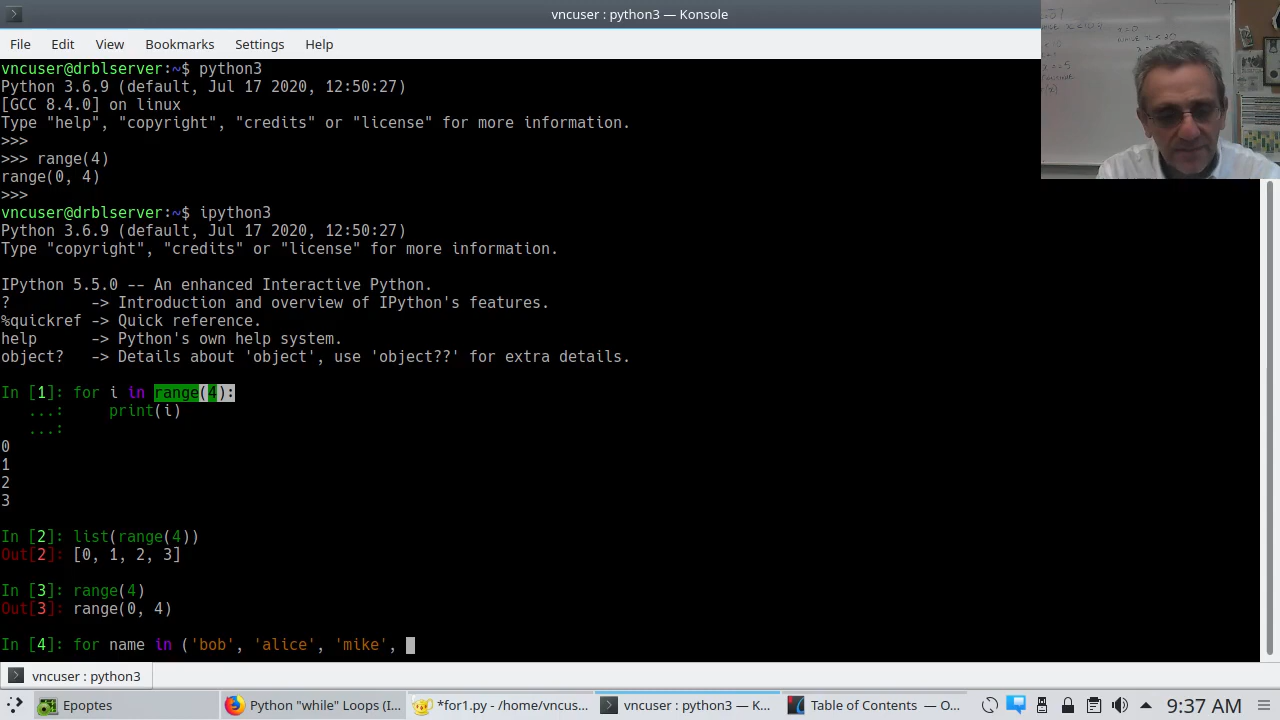 vncuser : python3 — Konsole
File Edit View Bookmarks Settings Help
vncuser@drblserver:~$ python3
Python 3.6.9 (default, Jul 17 2020, 12:50:27)
[GCC 8.4.0] on linux
Type "help", "copyright", "credits" or "license" for more information.
>>>
>>> range(4)
range(0, 4)
>>>
vncuser@drblserver:~$ ipython3
Python 3.6.9 (default, Jul 17 2020, 12:50:27)
Type "copyright", "credits" or "license" for more information.
IPython 5.5.0 -- An enhanced Interactive Python.
?         -> Introduction and overview of IPython's features.
%quickref -> Quick reference.
help      -> Python's own help system.
object?   -> Details about 'object', use 'object??' for extra details.
In [1]: for i in range(4):
   ...:     print(i)
   ...:
0
1
2
3
In [2]: list(range(4))
Out[2]: [0, 1, 2, 3]
In [3]: range(4)
Out[3]: range(0, 4)
In [4]: for name in ('bob', 'alice', 'mike',
vncuser : python3
Epoptes Python "while" Loops (I... *for1.py - /home/vncus... vncuser : python3 — K... Table of Contents — O... 9:37 AM